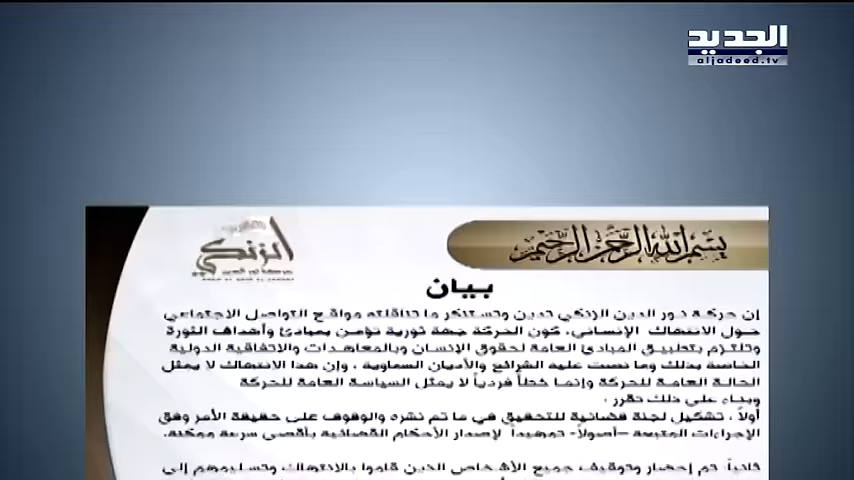 الجديد
aljadeed.tv
بسم الله الرحمن الرحيم
الزنكي
بيان
إن حركة نور الدين الزنكي تدين وتستنكر ما تناقلته مواقع التواصل الاجتماعي
حول الانتهاك الإنساني، كون الحركة جهة ثورية تؤمن بمبادئ وأهداف الثورة
وتلتزم بتطبيق المبادئ العامة لحقوق الإنسان وبالمعاهدات والاتفاقية الدولية
الخاصة بذلك وما نصت عليه الشرائع والأديان السماوية ، وإن هذا الانتهاك لا يمثل
الحالة العامة للحركة وإنما خطأً فردياً لا يمثل السياسة العامة للحركة
وبناء على ذلك تقرر :
أولاً : تشكيل لجنة قضائية للتحقيق في ما تم نشره والوقوف على حقيقة الأمر وفق
الإجراءات المتبعة –أصولاً- تمهيداً لإصدار الأحكام القضائية بأقصى سرعة ممكنة.
ثانياً: تم إحضار وتوقيف جميع الأشخاص الذين قاموا بالانتهاك وتسليمهم إلى